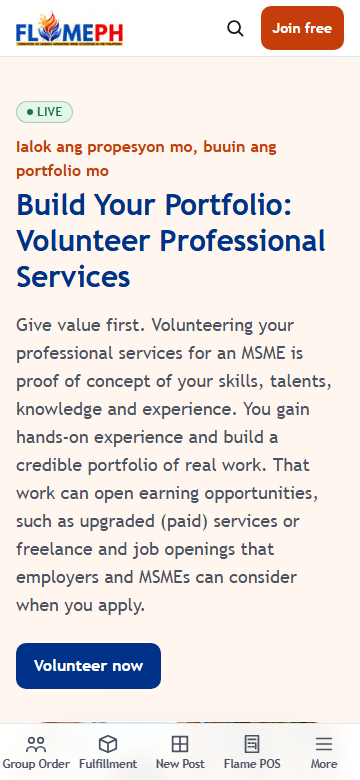 FLAMEPH
Join free
LIVE
Ialok ang propesyon mo, buuin ang
portfolio mo
Build Your Portfolio:
Volunteer Professional
Services
Give value first. Volunteering your
professional services for an MSME is
proof of concept of your skills, talents,
knowledge and experience. You gain
hands-on experience and build a
credible portfolio of real work. That
work can open earning opportunities,
such as upgraded (paid) services or
freelance and job openings that
employers and MSMEs can consider
when you apply.
Volunteer now
Group Order
Fulfillment
New Post
Flame POS
More